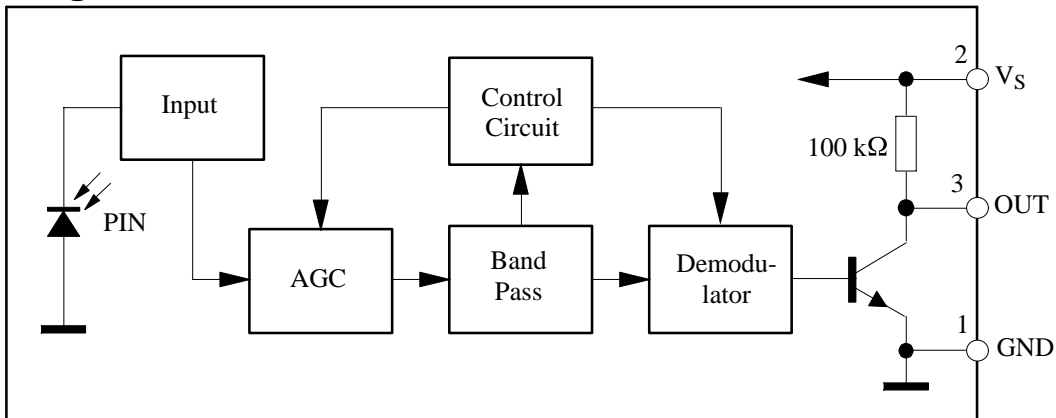 Input
Control
Circuit
2
V_S
100 kΩ
3
OUT
PIN
AGC
Band
Pass
Demodu-
lator
1
GND